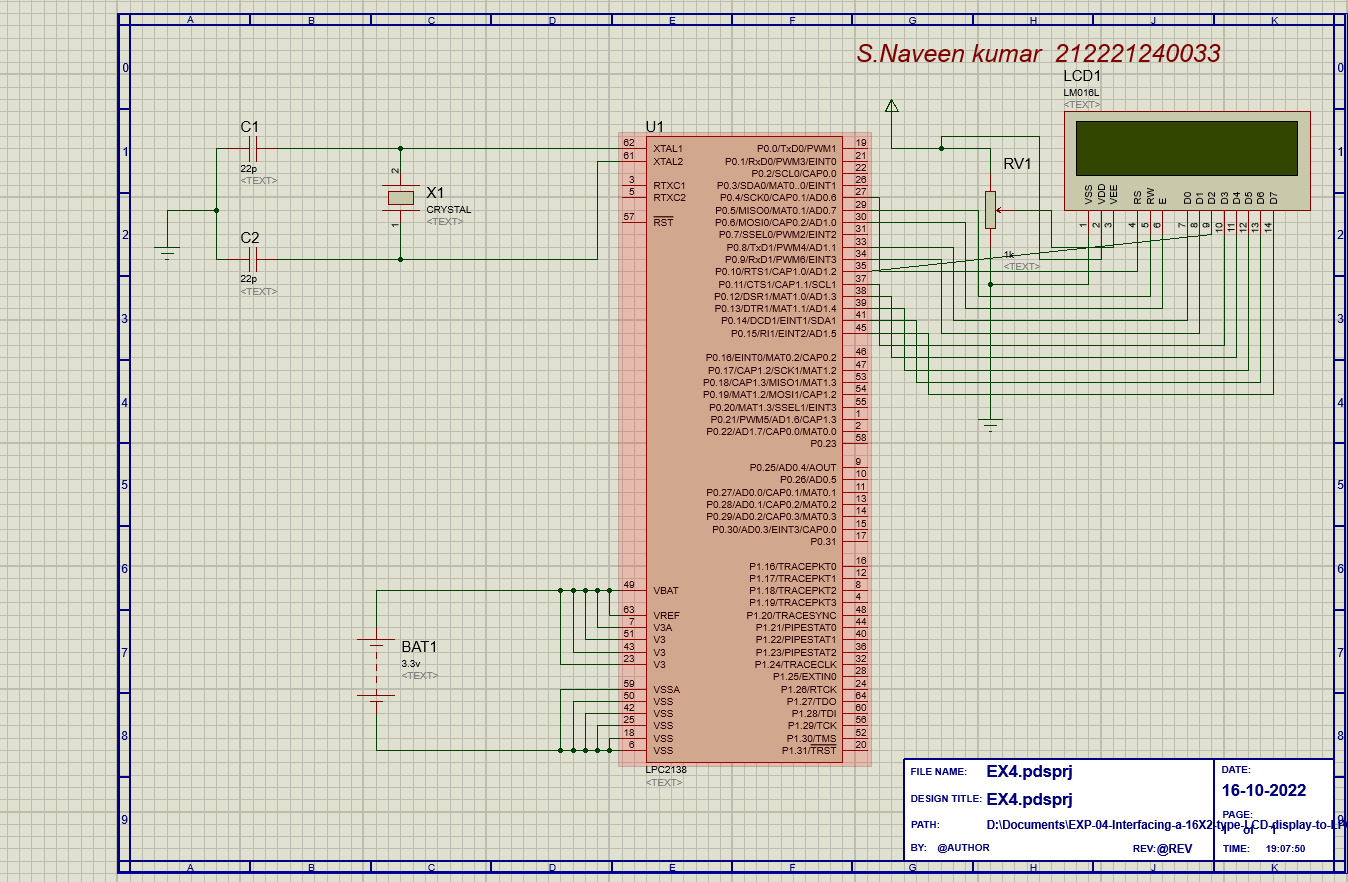 A B C D E F G H J K
S.Naveen kumar 212221240033
0 0
LCD1
LM016L
<TEXT>
C1
22p
<TEXT>
1 1
U1
RV1
1k
<TEXT>
X1
CRYSTAL
<TEXT>
2
1
C2
22p
<TEXT>
VSS VDD VEE RS RW E D0 D1 D2 D3 D4 D5 D6 D7
1 2 3 4 5 6 7 8 9 10 11 12 13 14
2 2
3 3
4 4
5 5
6 6
7 7
8 8
9 9
62 XTAL1
61 XTAL2
3 RTXC1
5 RTXC2
57 RST
49 VBAT
63 VREF
7 V3A
51 V3
43 V3
23 V3
59 VSSA
50 VSS
42 VSS
25 VSS
18 VSS
6 VSS
P0.0/TxD0/PWM1 19
P0.1/RxD0/PWM3/EINT0 21
P0.2/SCL0/CAP0.0 22
P0.3/SDA0/MAT0..0/EINT1 26
P0.4/SCK0/CAP0.1/AD0.6 27
P0.5/MISO0/MAT0.1/AD0.7 29
P0.6/MOSI0/CAP0.2/AD1.0 30
P0.7/SSEL0/PWM2/EINT2 31
P0.8/TxD1/PWM4/AD1.1 33
P0.9/RxD1/PWM6/EINT3 34
P0.10/RTS1/CAP1.0/AD1.2 35
P0.11/CTS1/CAP1.1/SCL1 37
P0.12/DSR1/MAT1.0/AD1.3 38
P0.13/DTR1/MAT1.1/AD1.4 39
P0.14/DCD1/EINT1/SDA1 41
P0.15/RI1/EINT2/AD1.5 45
P0.16/EINT0/MAT0.2/CAP0.2 46
P0.17/CAP1.2/SCK1/MAT1.2 47
P0.18/CAP1.3/MISO1/MAT1.3 53
P0.19/MAT1.2/MOSI1/CAP1.2 54
P0.20/MAT1.3/SSEL1/EINT3 55
P0.21/PWM5/AD1.6/CAP1.3 1
P0.22/AD1.7/CAP0.0/MAT0.0 2
P0.23 58
P0.25/AD0.4/AOUT 9
P0.26/AD0.5 10
P0.27/AD0.0/CAP0.1/MAT0.1 11
P0.28/AD0.1/CAP0.2/MAT0.2 13
P0.29/AD0.2/CAP0.3/MAT0.3 14
P0.30/AD0.3/EINT3/CAP0.0 15
P0.31 17
P1.16/TRACEPKT0 16
P1.17/TRACEPKT1 12
P1.18/TRACEPKT2 8
P1.19/TRACEPKT3 4
P1.20/TRACESYNC 48
P1.21/PIPESTAT0 44
P1.22/PIPESTAT1 40
P1.23/PIPESTAT2 36
P1.24/TRACECLK 32
P1.25/EXTIN0 28
P1.26/RTCK 24
P1.27/TDO 64
P1.28/TDI 60
P1.29/TCK 56
P1.30/TMS 52
P1.31/TRST 20
LPC2138
<TEXT>
BAT1
3.3v
<TEXT>
FILE NAME: EX4.pdsprj
DESIGN TITLE: EX4.pdsprj
PATH: D:\Documents\EXP-04-Interfacing-a-16X2-type-LCD-display-to-LP
BY: @AUTHOR REV:@REV
DATE:
16-10-2022
PAGE:
of
TIME: 19:07:50
A B C D E F G H J K